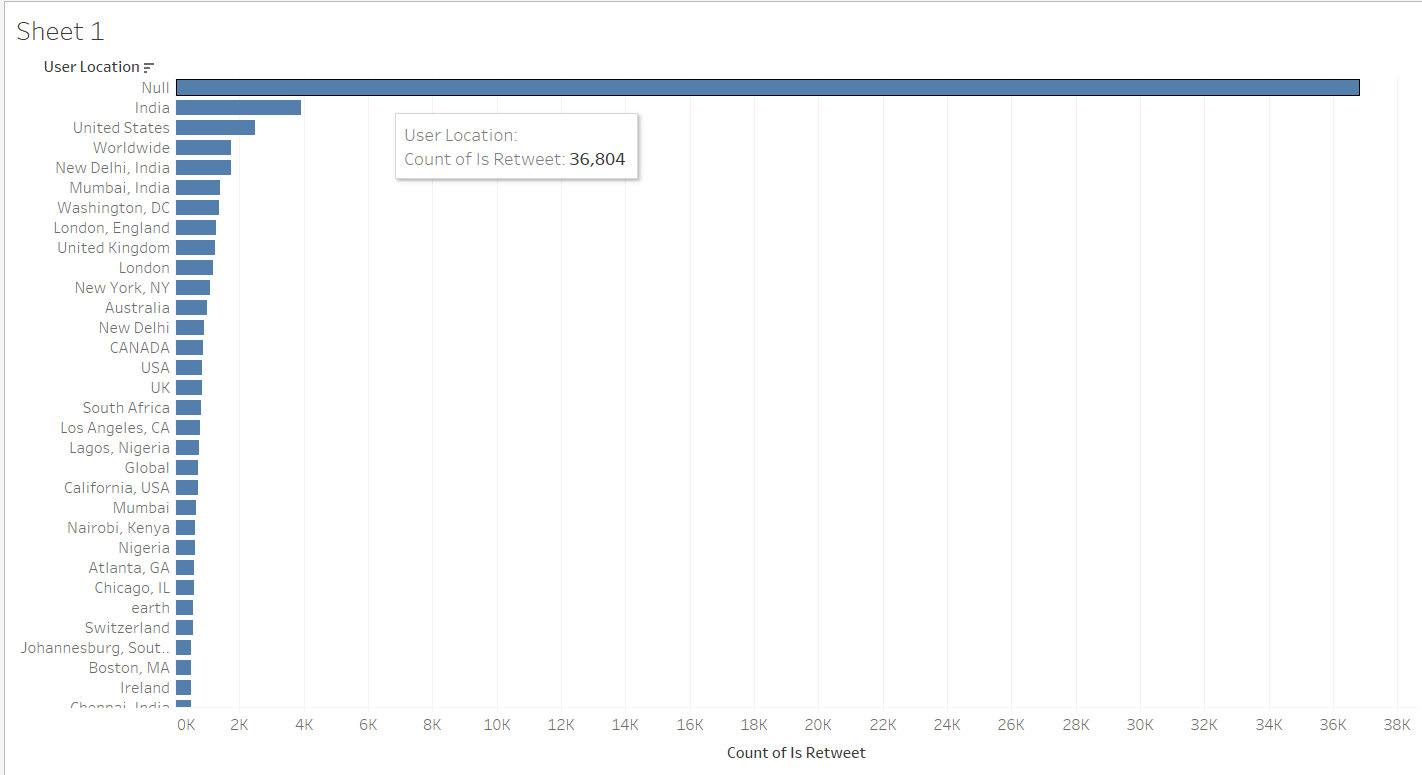 Sheet 1
User Location
Null
India
United States
Worldwide
New Delhi, India
Mumbai, India
Washington, DC
London, England
United Kingdom
London
New York, NY
Australia
New Delhi
CANADA
USA
UK
South Africa
Los Angeles, CA
Lagos, Nigeria
Global
California, USA
Mumbai
Nairobi, Kenya
Nigeria
Atlanta, GA
Chicago, IL
earth
Switzerland
Johannesburg, Sout..
Boston, MA
Ireland
Chennai, India
User Location:
Count of Is Retweet: 36,804
0K 2K 4K 6K 8K 10K 12K 14K 16K 18K 20K 22K 24K 26K 28K 30K 32K 34K 36K 38K
Count of Is Retweet